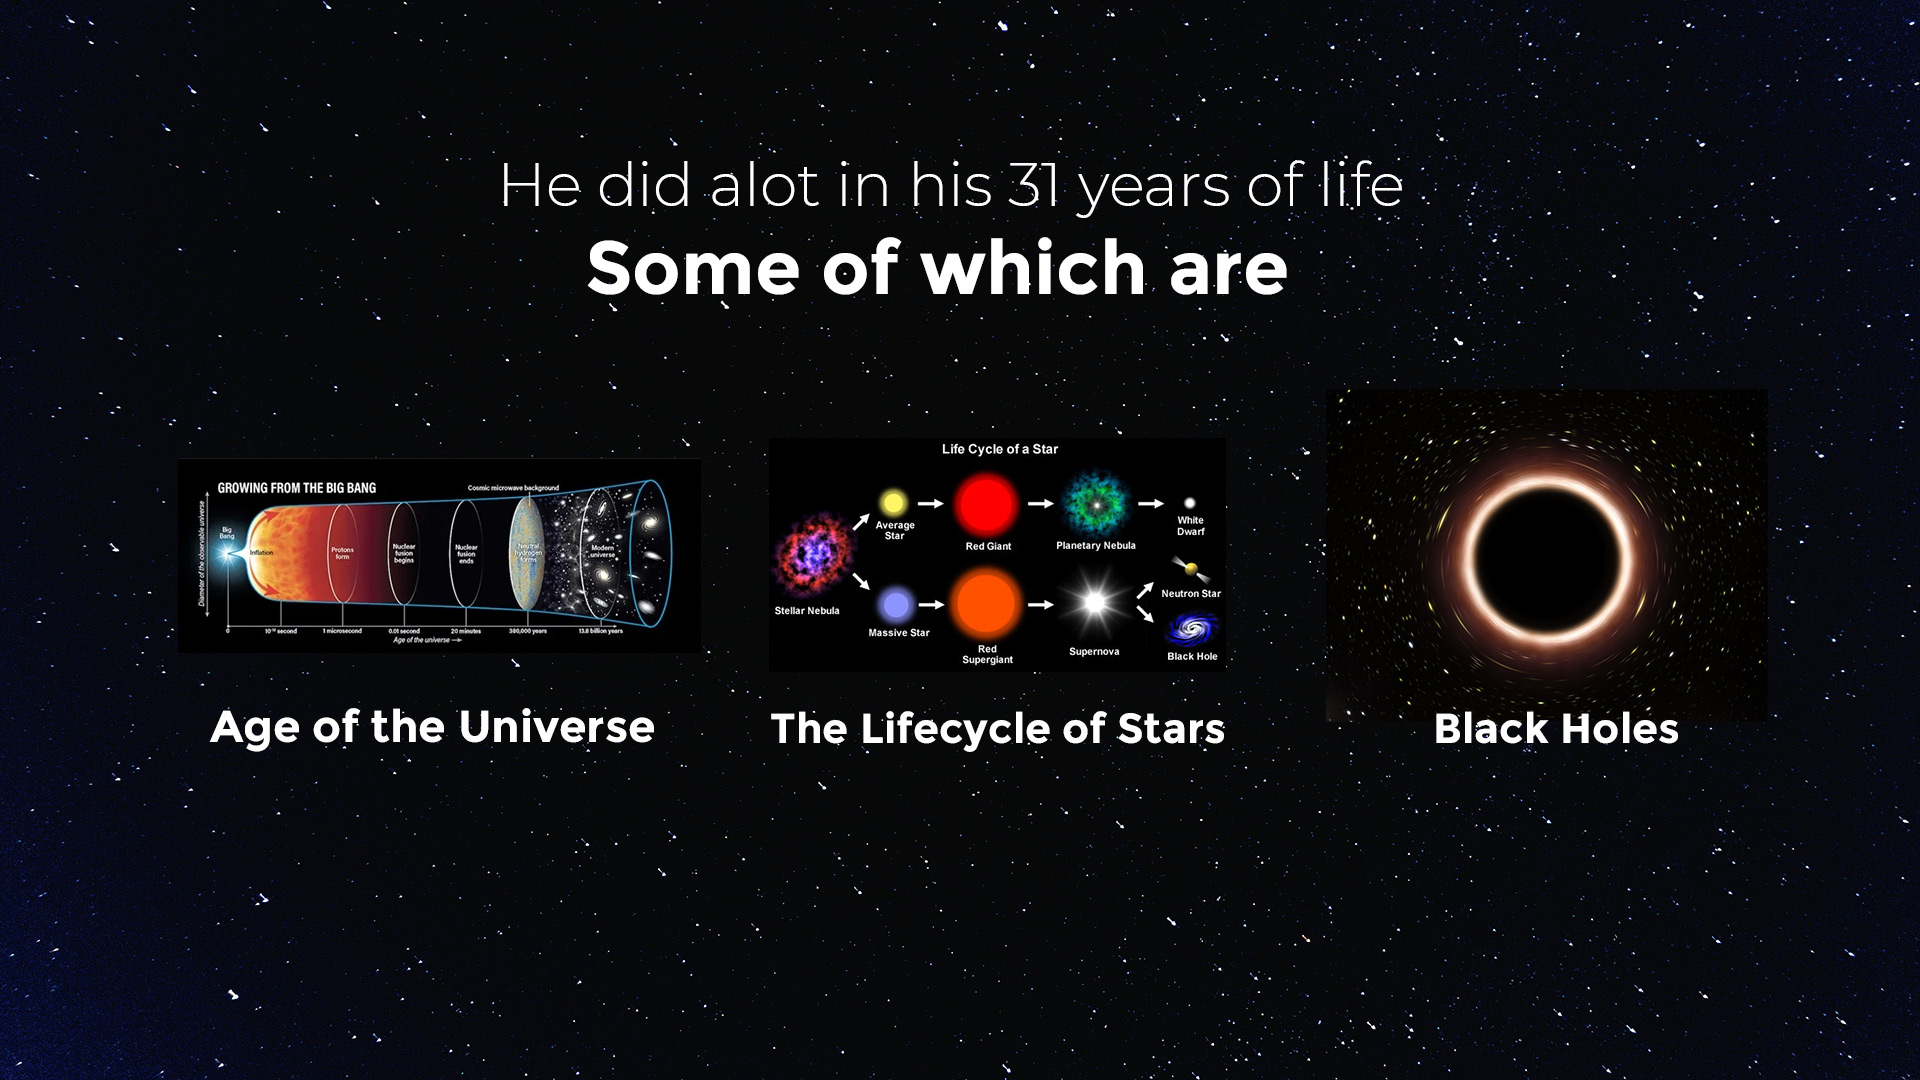 He did alot in his 31 years of life
Some of which are
GROWING FROM THE BIG BANG
Cosmic microwave background
Diameter of the observable universe
Big
Bang
Inflation
Protons
form
Nuclear
fusion
begins
Nuclear
fusion
ends
Neutral
hydrogen
forms
Modern
universe
0
1 microsecond
0.01 second
20 minutes
380,000 years
13.8 billion years
Age of the universe
Life Cycle of a Star
Stellar Nebula
Average
Star
Red Giant
Planetary Nebula
White
Dwarf
Massive Star
Red
Supergiant
Supernova
Neutron Star
Black Hole
Age of the Universe
The Lifecycle of Stars
Black Holes